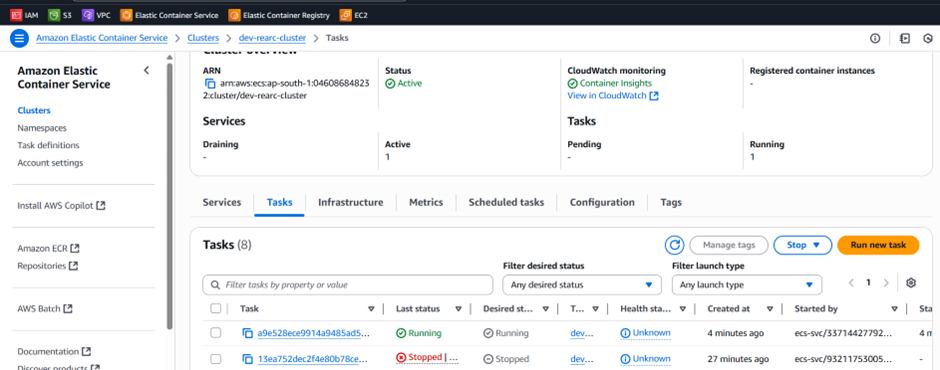 IAM S3 VPC Elastic Container Service Elastic Container Registry EC2
Amazon Elastic Container Service > Clusters > dev-rearc-cluster > Tasks
Amazon Elastic Container Service
Clusters
Namespaces
Task definitions
Account settings
Install AWS Copilot
Amazon ECR
Repositories
AWS Batch
Documentation
Discover products
Cluster overview
ARN
arn:aws:ecs:ap-south-1:04608684823
2:cluster/dev-rearc-cluster
Status
Active
CloudWatch monitoring
Container Insights
View in CloudWatch
Registered container instances
-
Services
Tasks
Draining
-
Active
1
Pending
-
Running
1
Services Tasks Infrastructure Metrics Scheduled tasks Configuration Tags
Tasks (8)
Manage tags Stop Run new task
Filter desired status Filter launch type
Filter tasks by property or value Any desired status Any launch type < 1 >
Task Last status Desired st... T... Health sta... Created at Started by Sta
a9e528ece9914a9485ad5... Running Running dev... Unknown 4 minutes ago ecs-svc/33714427792... 4 m
13ea752dec2f4e80b78ce... Stopped | ... Stopped dev... Unknown 27 minutes ago ecs-svc/93211753005... -